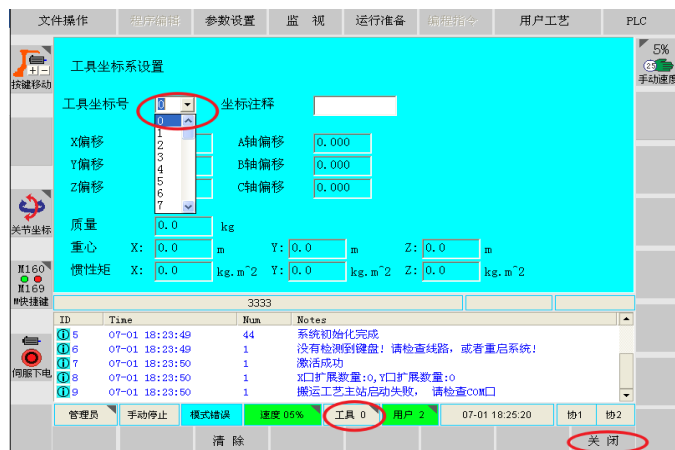 文件操作 程序编辑 参数设置 监 视 运行准备 编程指令 用户工艺 PLC
按键移动
工具坐标系设置
5%
手动速度
工具坐标号 0 坐标注释
0
1
2
3
4
5
6
7
X偏移 A轴偏移 0.000
Y偏移 B轴偏移 0.000
Z偏移 C轴偏移 0.000
关节坐标
质量 0.0 kg
重心 X: 0.0 m Y: 0.0 m Z: 0.0 m
惯性矩 X: 0.0 kg.m^2 Y: 0.0 kg.m^2 Z: 0.0 kg.m^2
M160
M169
M快捷键
3333
ID Time Num Notes
5 07-01 18:23:49 44 系统初始化完成
6 07-01 18:23:49 1 没有检测到键盘! 请检查线路, 或者重启系统!
7 07-01 18:23:50 1 激活成功
8 07-01 18:23:50 1 X口扩展数量:0,Y口扩展数量:0
9 07-01 18:23:50 1 搬运工艺主站启动失败, 请检查COM口
伺服下电
管理员 手动停止 模式错误 速度 05% 工具 0 用户 2 07-01 18:25:20 协1 协2
清 除 关 闭